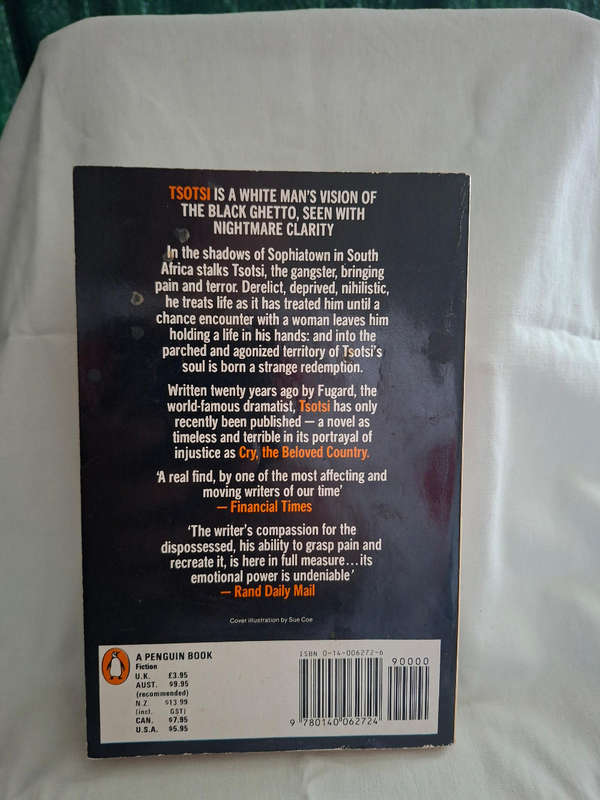 TSOTSI IS A WHITE MAN'S VISION OF
THE BLACK GHETTO, SEEN WITH
NIGHTMARE CLARITY
In the shadows of Sophiatown in South
Africa stalks Tsotsi, the gangster, bringing
pain and terror. Derelict, deprived, nihilistic,
he treats life as it has treated him until a
chance encounter with a woman leaves him
holding a life in his hands: and into the
parched and agonized territory of Tsotsi's
soul is born a strange redemption.
Written twenty years ago by Fugard, the
world-famous dramatist, Tsotsi has only
recently been published – a novel as
timeless and terrible in its portrayal of
injustice as Cry, the Beloved Country.
'A real find, by one of the most affecting and
moving writers of our time'
– Financial Times
'The writer's compassion for the
dispossessed, his ability to grasp pain and
recreate it, is here in full measure...its
emotional power is undeniable'
– Rand Daily Mail
Cover illustration by Sue Coe
A PENGUIN BOOK
Fiction
U.K. £3.95
AUST. $9.95
(recommended)
N.Z. $13.99
(incl. GST)
CAN. $7.95
U.S.A. $5.95
ISBN 0-14-006272-6
90000
9 780140 062724